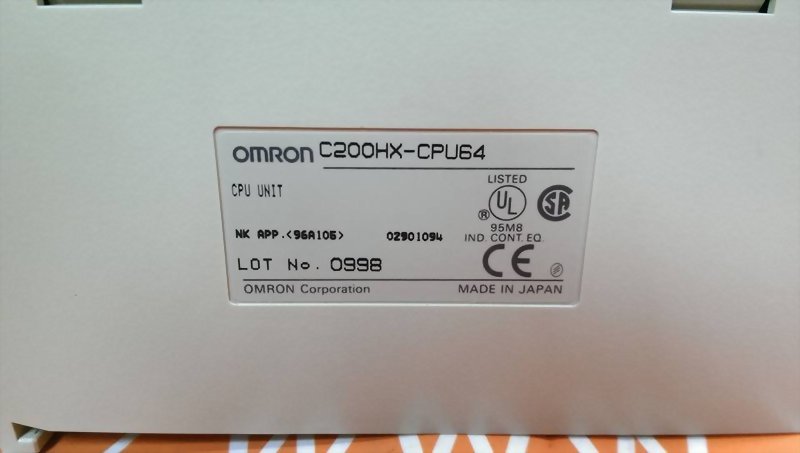 OMRON C200HX-CPU64
CPU UNIT
LISTED
UL ®
SA
95M8
NK APP.<96A105> 02901094 IND. CONT. EQ.
LOT No. 0998
CE
OMRON Corporation MADE IN JAPAN